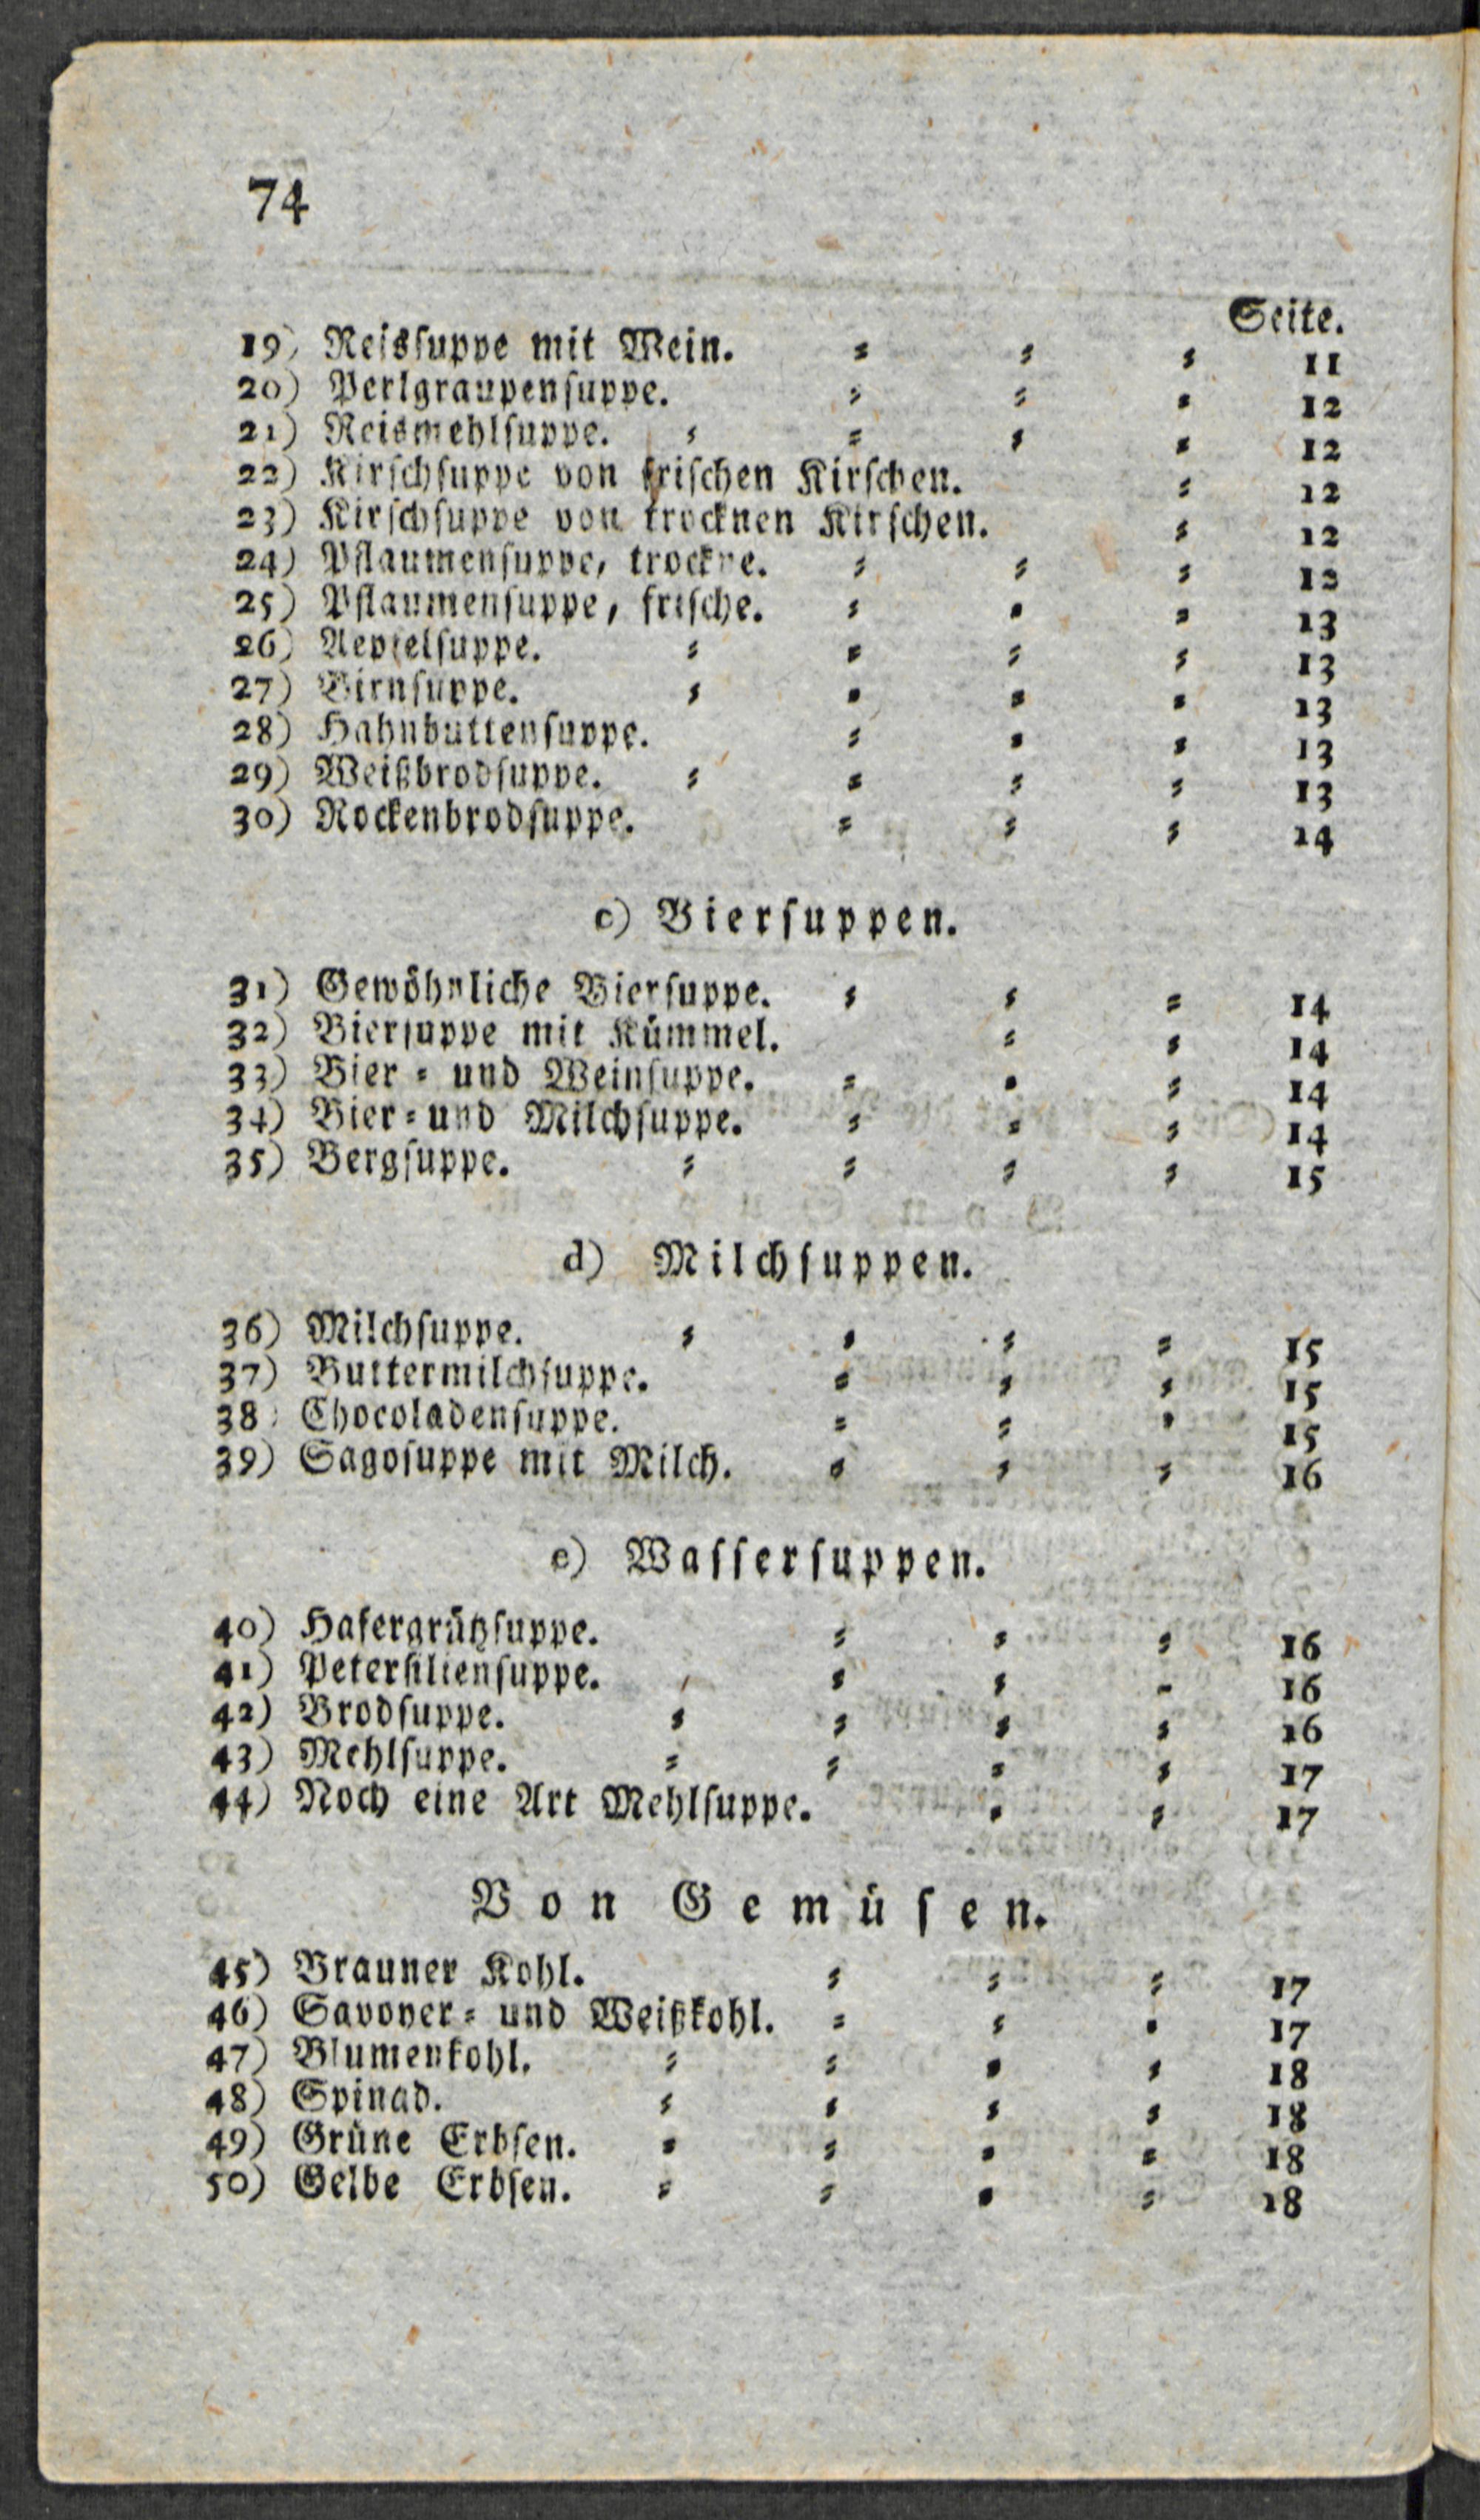 74
Seite.
19) Reissuppe mit Wein. = = = 11
20) Perlgraupensuppe. = = = 12
21) Reismehlsuppe. = = = = 12
22) Kirschsuppe von frischen Kirschen. = 12
23) Kirschsuppe von trocknen Kirschen. = 12
24) Pflaumensuppe, trockne. = = = 12
25) Pflaumensuppe, frische. = = = 13
26) Aepfelsuppe. = = = = 13
27) Birnsuppe. = = = = 13
28) Hahnbuttensuppe. = = = 13
29) Weißbrodsuppe. = = = = 13
30) Rockenbrodsuppe. = = = 14
c) Biersuppen.
31) Gewöhnliche Biersuppe. = = = 14
32) Biersuppe mit Kümmel. = = 14
33) Bier = und Weinsuppe. = = = 14
34) Bier = und Milchsuppe. = = = 14
35) Bergsuppe. = = = = 15
d) Milchsuppen.
36) Milchsuppe. = = = = 15
37) Buttermilchsuppe. = = = 15
38) Chocoladensuppe. = = = 15
39) Sagosuppe mit Milch. = = = 16
e) Wassersuppen.
40) Hafergrützsuppe. = = = 16
41) Petersiliensuppe. = = = = 16
42) Brodsuppe. = = = = 16
43) Mehlsuppe. = = = = 17
44) Noch eine Art Mehlsuppe. = = 17
Von Gemüsen.
45) Brauner Kohl. = = = 17
46) Savoyer = und Weißkohl. = = = 17
47) Blumenkohl. = = = = 18
48) Spinad. = = = = 18
49) Grüne Erbsen. = = = = 18
50) Gelbe Erbsen. = = = = 18